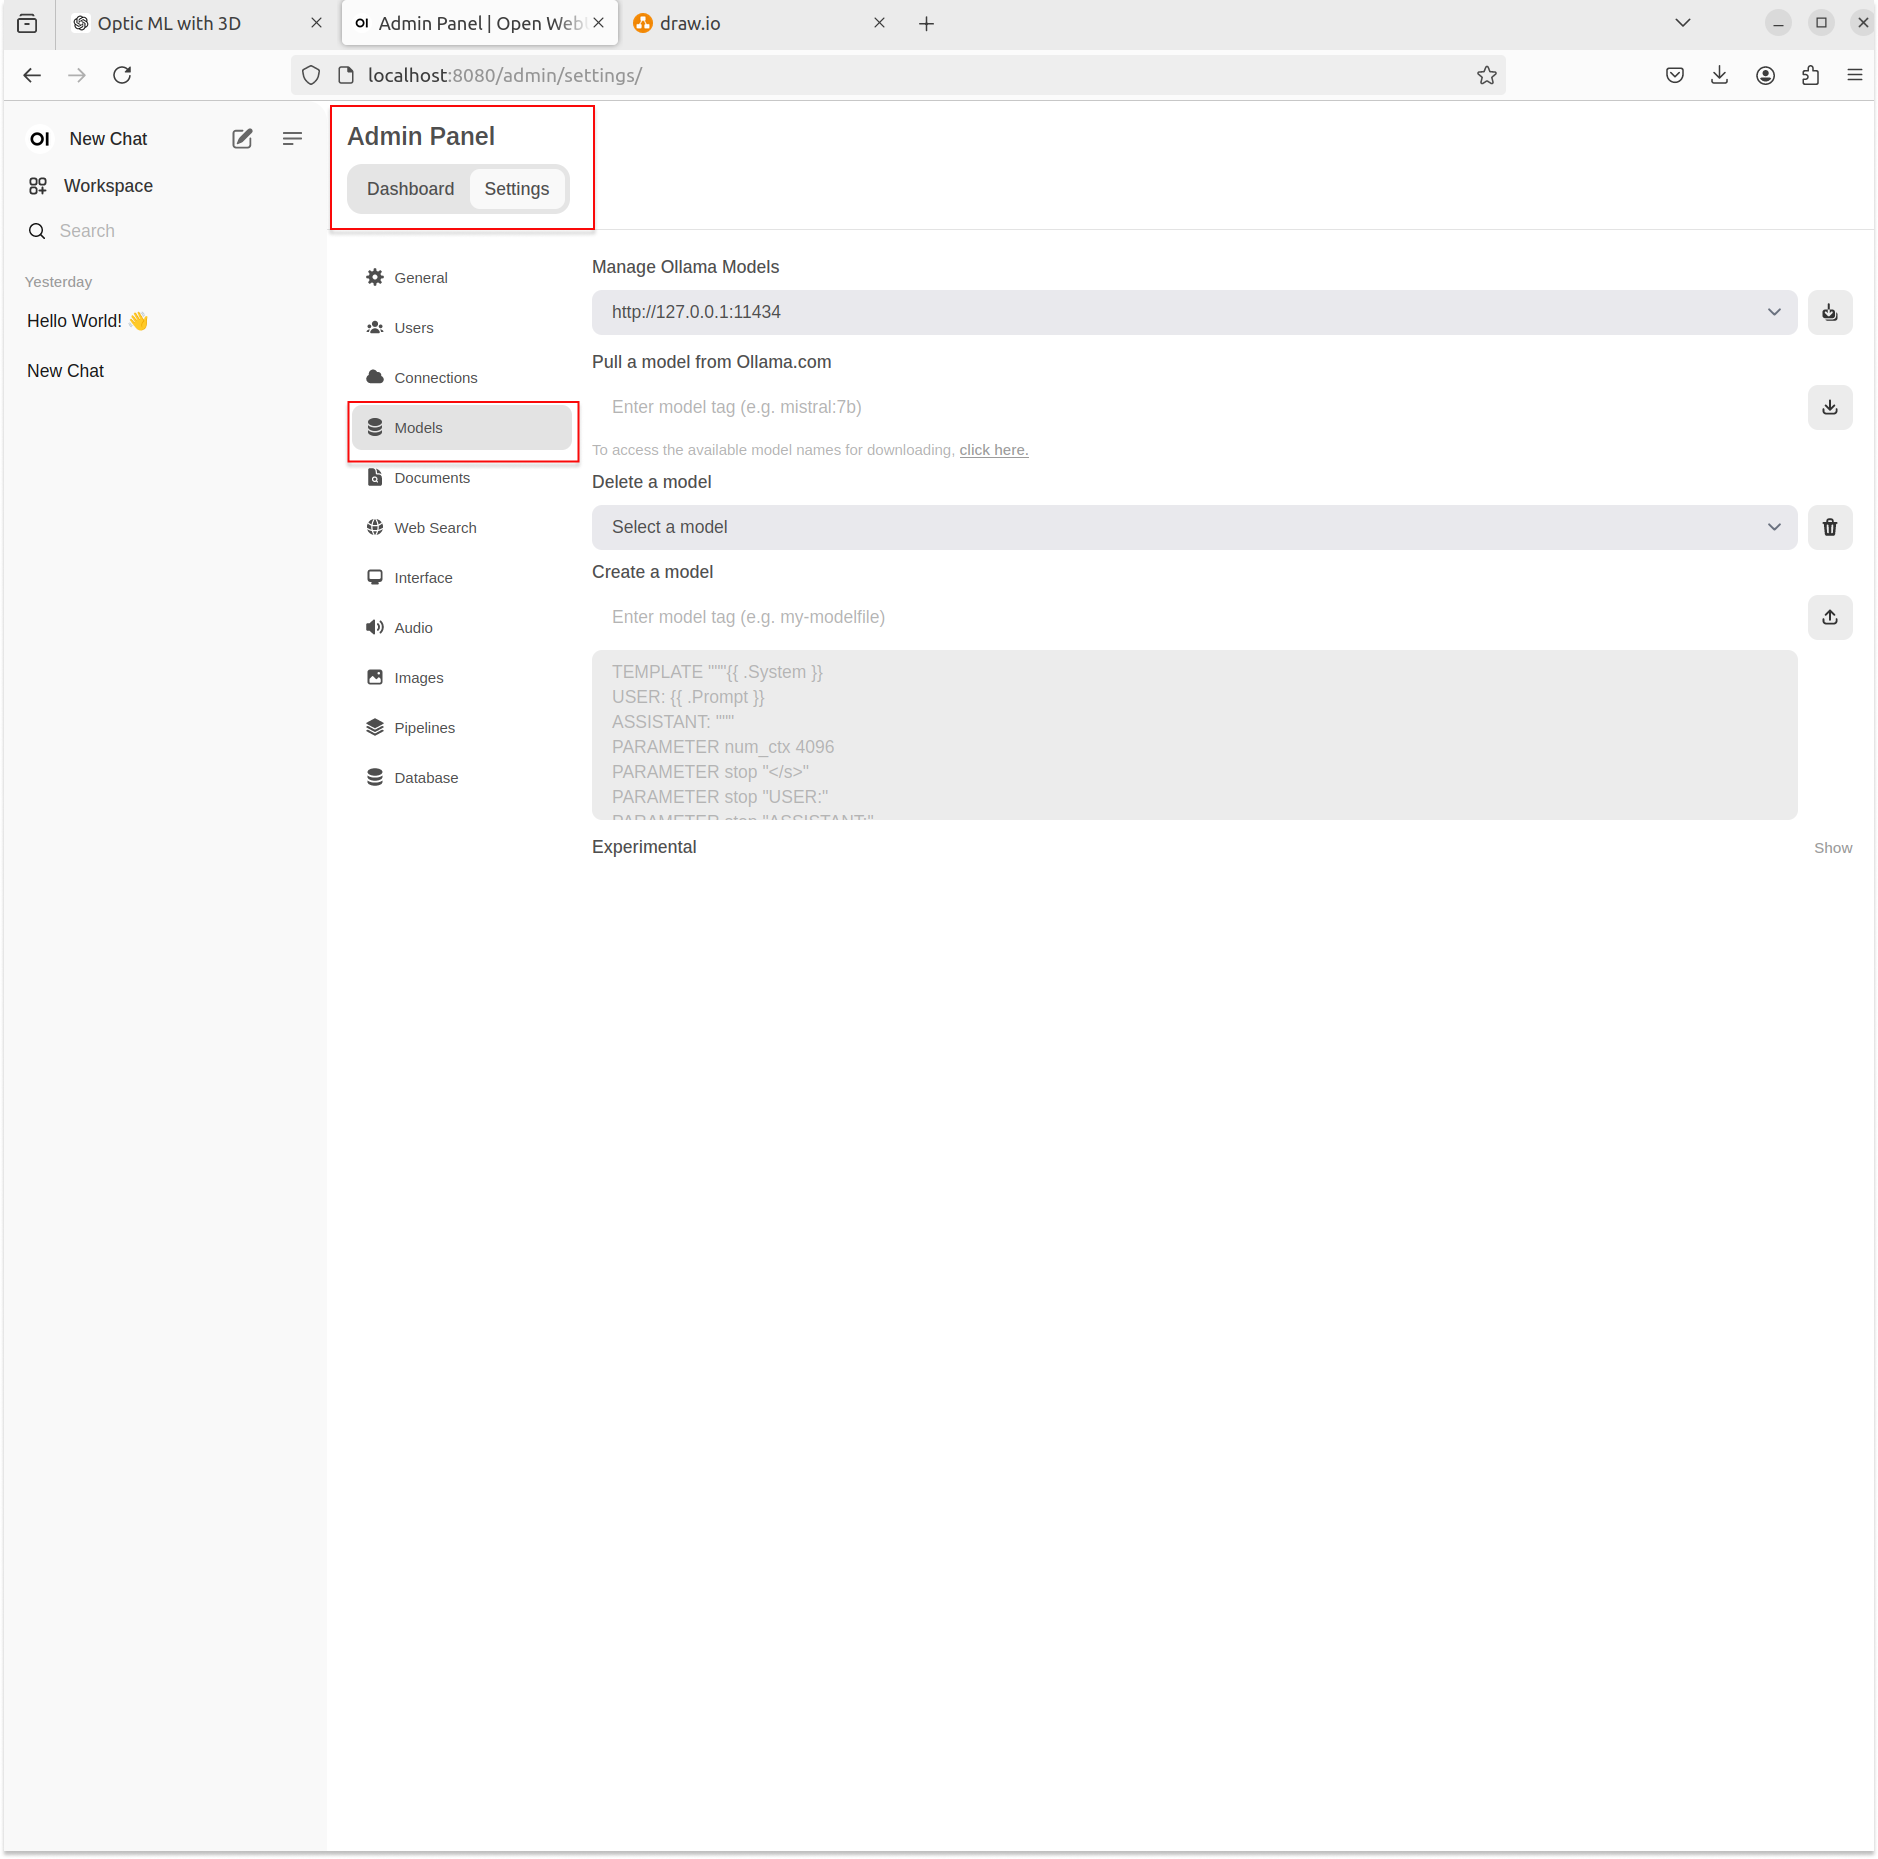 Optic ML with 3D
OI Admin Panel | Open Web
draw.io
localhost:8080/admin/settings/
OI New Chat
Workspace
Search
Yesterday
Hello World! 👋
New Chat
Admin Panel
Dashboard Settings
General
Users
Connections
Models
Documents
Web Search
Interface
Audio
Images
Pipelines
Database
Manage Ollama Models
http://127.0.0.1:11434
Pull a model from Ollama.com
Enter model tag (e.g. mistral:7b)
To access the available model names for downloading, click here.
Delete a model
Select a model
Create a model
Enter model tag (e.g. my-modelfile)
TEMPLATE """{{ .System }}
USER: {{ .Prompt }}
ASSISTANT: """
PARAMETER num_ctx 4096
PARAMETER stop "</s>"
PARAMETER stop "USER:"
PARAMETER stop "ASSISTANT:"
Experimental
Show